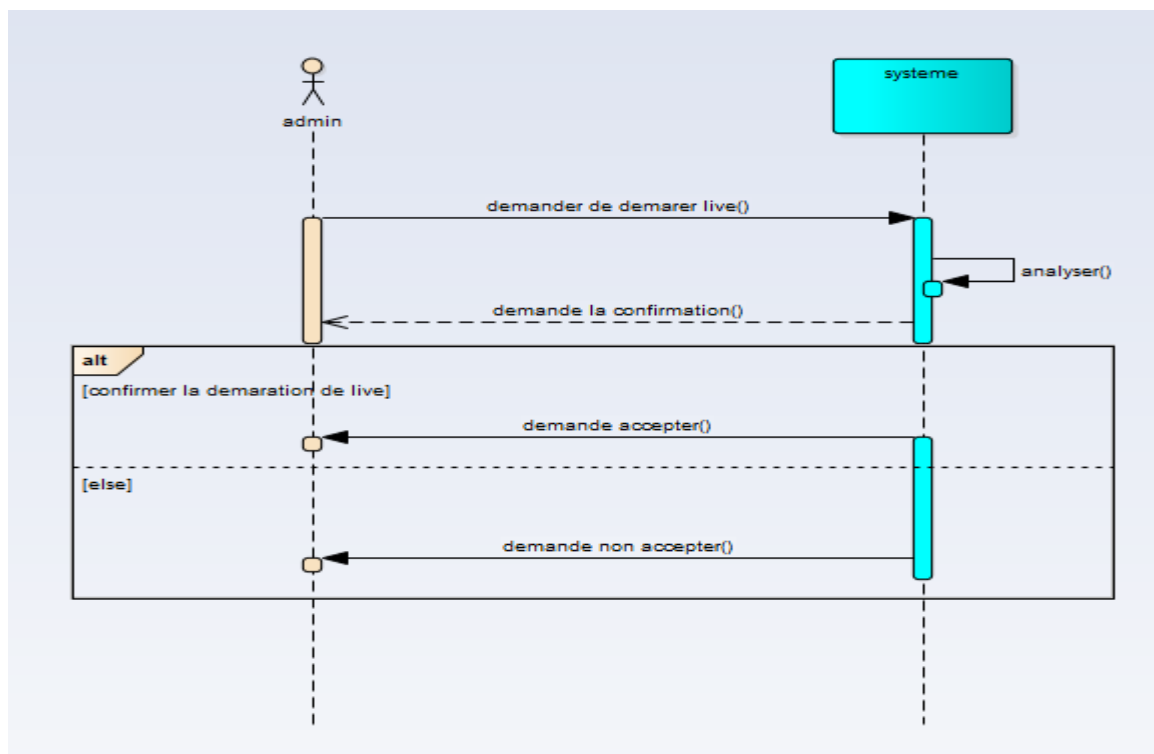 systeme
admin
demander de demarer live()
analyser()
demande la confirmation()
alt
[confirmer la demaration de live]
demande accepter()
[else]
demande non accepter()